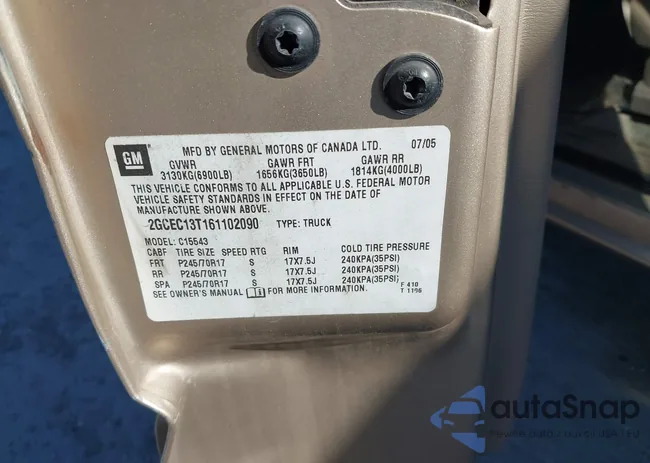 GM
MFD BY GENERAL MOTORS OF CANADA LTD. 07/05
GVWR GAWR FRT GAWR RR
3130KG(6900LB) 1656KG(3650LB) 1814KG(4000LB)
THIS VEHICLE CONFORMS TO ALL APPLICABLE U.S. FEDERAL MOTOR
VEHICLE SAFETY STANDARDS IN EFFECT ON THE DATE OF
MANUFACTURE SHOWN ABOVE.
2GCEC13T161102090 TYPE: TRUCK
MODEL: C15543
CABF TIRE SIZE SPEED RTG RIM COLD TIRE PRESSURE
FRT P245/70R17 S 17X7.5J 240KPA(35PSI)
RR P245/70R17 S 17X7.5J 240KPA(35PSI)
SPA P245/70R17 S 17X7.5J 240KPA(35PSI)
SEE OWNER'S MANUAL FOR MORE INFORMATION.
F 410
T 1196
autoSnap